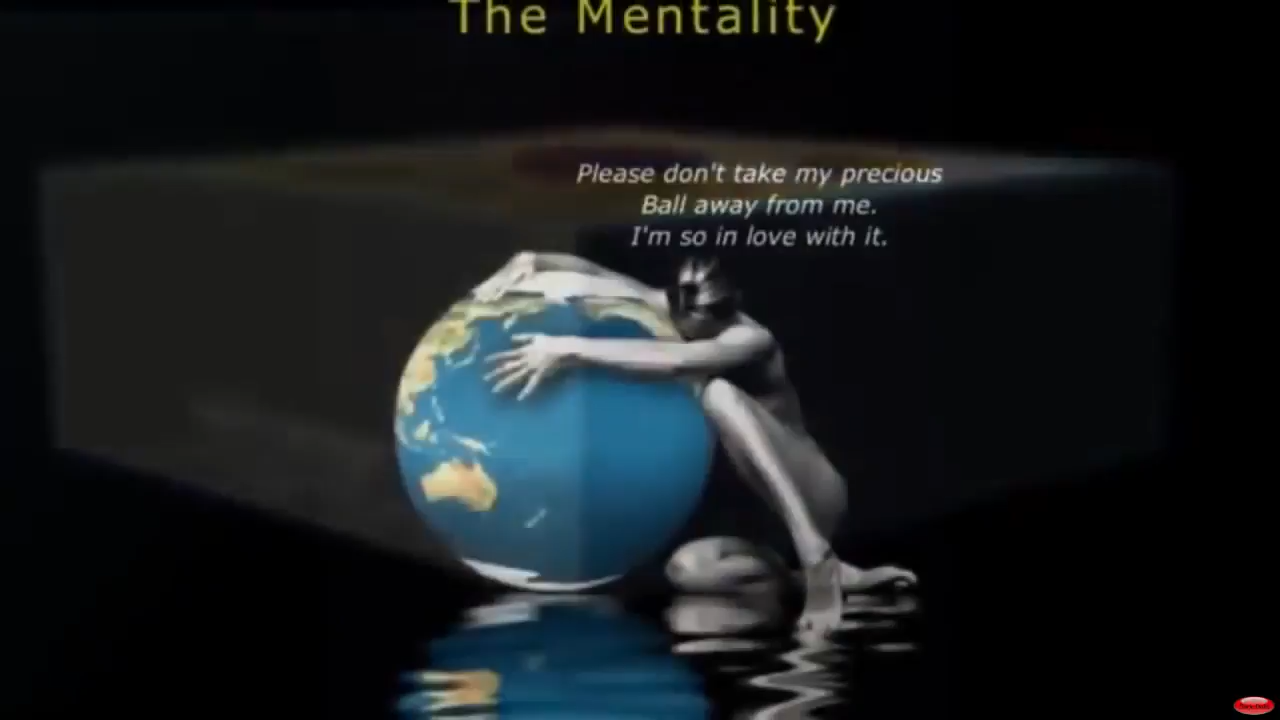 The Mentality
Please don't take my precious
Ball away from me.
I'm so in love with it.